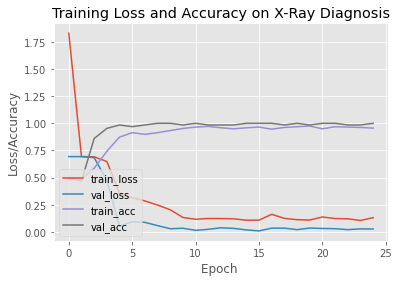 Training Loss and Accuracy on X-Ray Diagnosis
Loss/Accuracy
1.75
1.50
1.25
1.00
0.75
0.50
0.25
0.00
train_loss
val_loss
train_acc
val_acc
0 5 10 15 20 25
Epoch